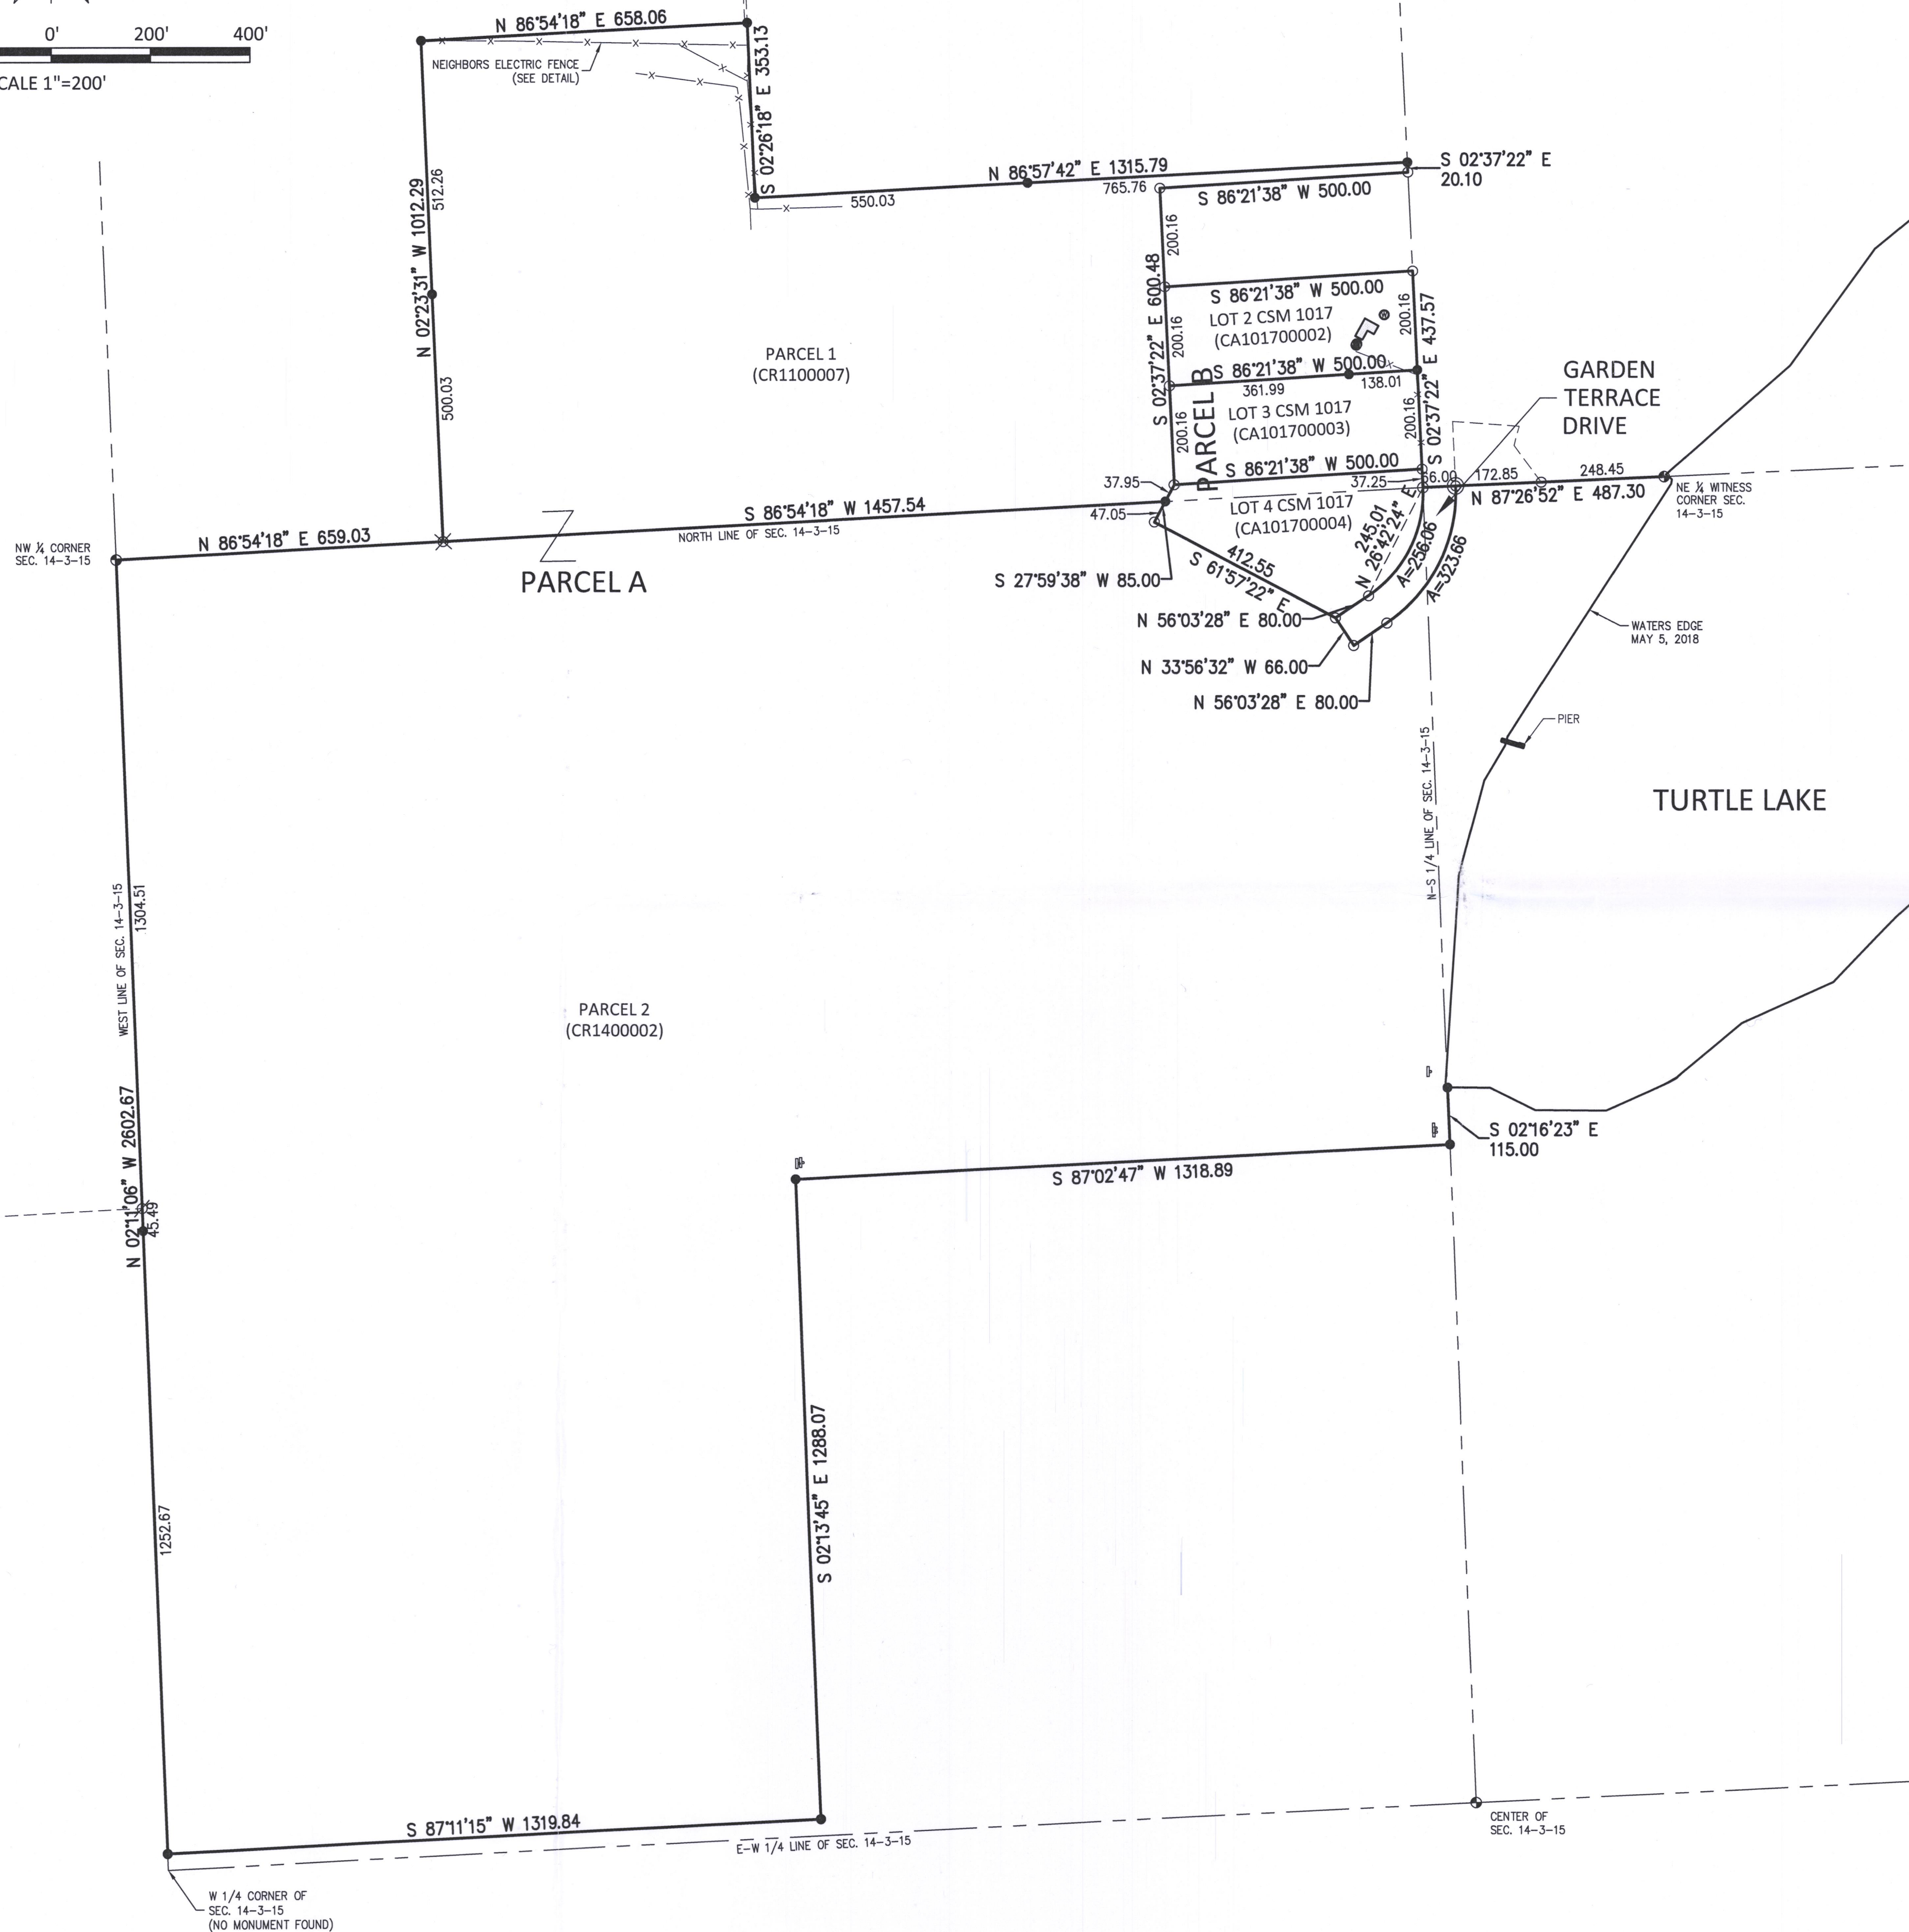 0' 200' 400'
CALE 1"=200'
N 86°54'18" E 658.06
NEIGHBORS ELECTRIC FENCE
(SEE DETAIL)
S 02°26'18" E 353.13
N 86°57'42" E 1315.79
550.03
765.76
S 02°37'22" E
20.10
S 86°21'38" W 500.00
N 02°23'31" W 1012.29
512.26
500.03
200.16
S 02°37'22" E 600.48
S 86°21'38" W 500.00
LOT 2 CSM 1017
(CA101700002)
200.16
200.16
S 02°37'22" E 437.57
PARCEL 1
(CR1100007)
S 86°21'38" W 500.00
361.99
138.01
GARDEN
TERRACE
DRIVE
PARCEL B
LOT 3 CSM 1017
(CA101700003)
200.16
200.16
S 86°21'38" W 500.00
37.95
37.25
172.85
248.45
N 87°26'52" E 487.30
NE ¼ WITNESS
CORNER SEC.
14-3-15
S 86°54'18" W 1457.54
NORTH LINE OF SEC. 14-3-15
47.05
LOT 4 CSM 1017
(CA101700004)
N 86°54'18" E 659.03
NW ¼ CORNER
SEC. 14-3-15
PARCEL A
245.01
N 26°42'24" E
A=256.06
A=323.66
412.55
S 61°57'22" E
S 27°59'38" W 85.00
N 56°03'28" E 80.00
N 33°56'32" W 66.00
N 56°03'28" E 80.00
WATERS EDGE
MAY 5, 2018
PIER
N-S 1/4 LINE OF SEC. 14-3-15
TURTLE LAKE
WEST LINE OF SEC. 14-3-15
1304.51
PARCEL 2
(CR1400002)
N 02°11'06" W 2602.67
45.49
S 02°16'23" E
115.00
S 87°02'47" W 1318.89
S 02°13'45" E 1288.07
1252.67
S 87°11'15" W 1319.84
E-W 1/4 LINE OF SEC. 14-3-15
CENTER OF
SEC. 14-3-15
W 1/4 CORNER OF
SEC. 14-3-15
(NO MONUMENT FOUND)